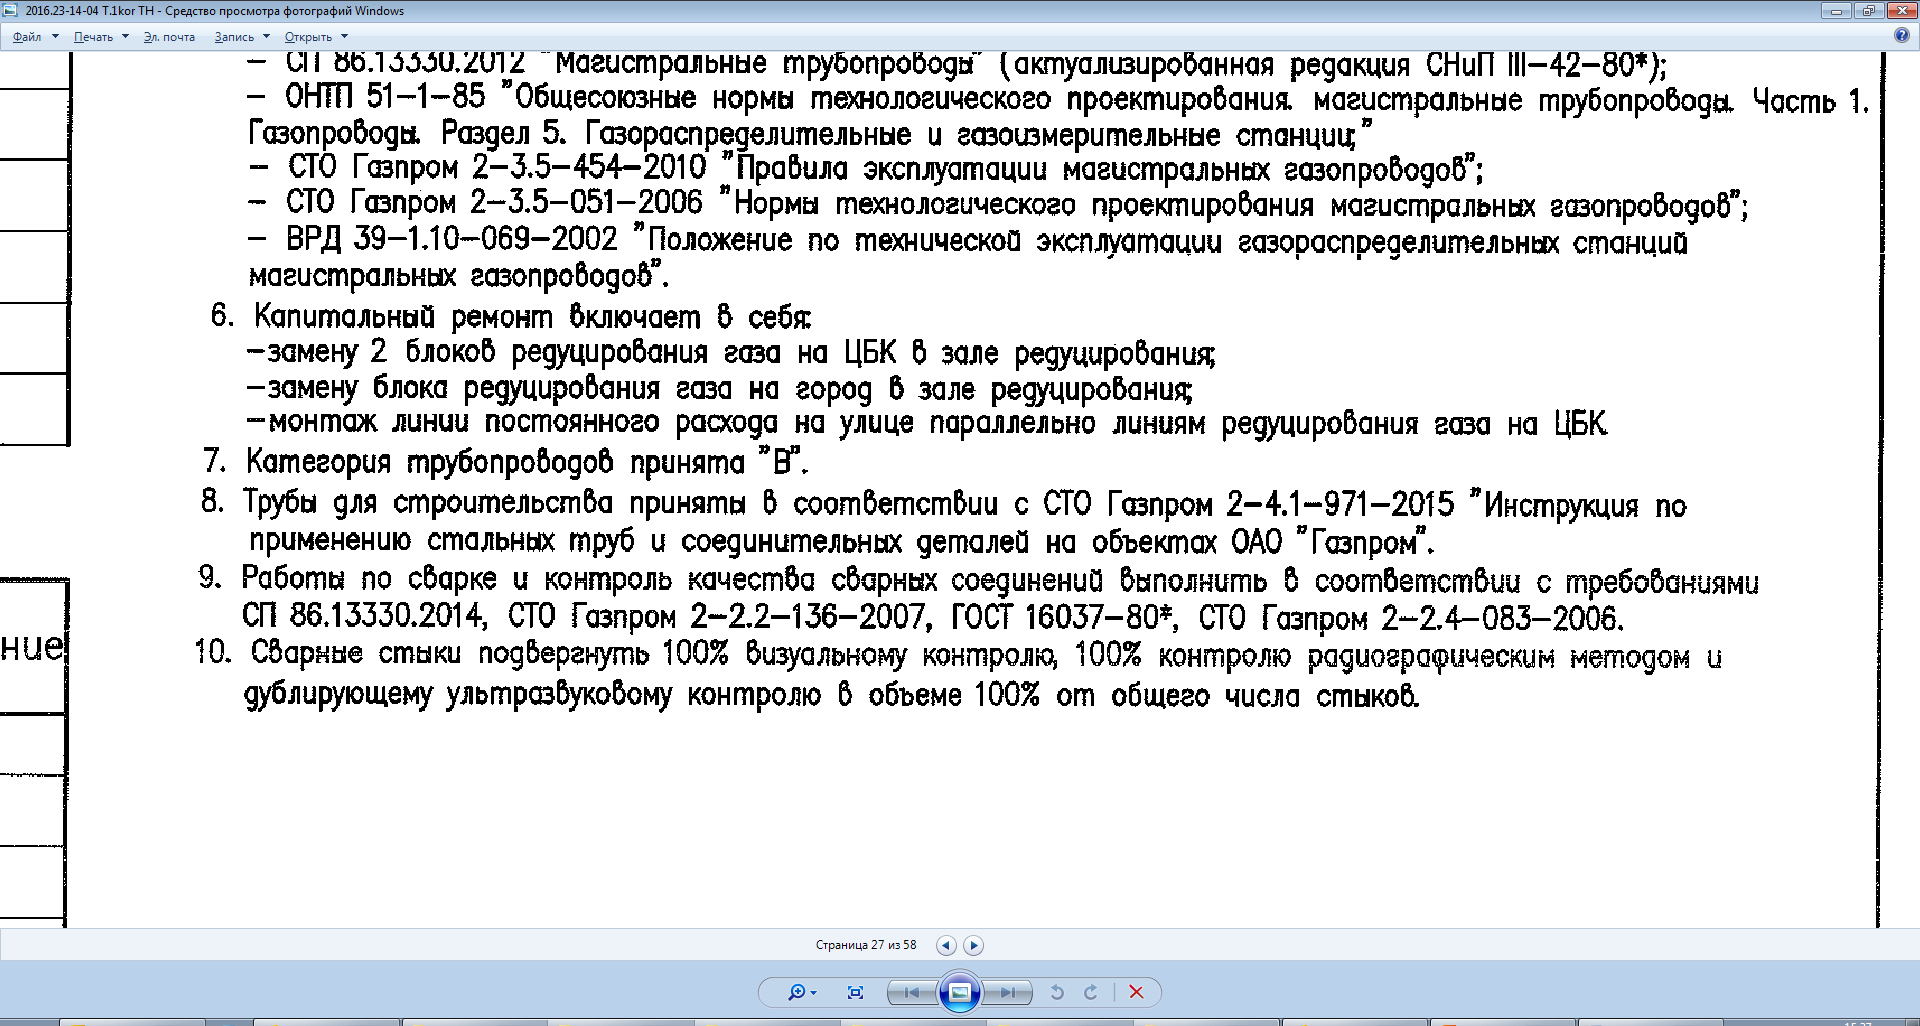 2016.23-14-04 Т.1kor ТН - Средство просмотра фотографий Windows
Файл Печать Эл. почта Запись Открыть
– СП 86.13330.2012 "Магистральные трубопроводы" (актуализированная редакция СНиП III–42–80*);
– ОНТП 51–1–85 "Общесоюзные нормы технологического проектирования. магистральные трубопроводы. Часть 1.
Газопроводы. Раздел 5. Газораспределительные и газоизмерительные станции;"
– СТО Газпром 2–3.5–454–2010 "Правила эксплуатации магистральных газопроводов";
– СТО Газпром 2–3.5–051–2006 "Нормы технологического проектирования магистральных газопроводов";
– ВРД 39–1.10–069–2002 "Положение по технической эксплуатации газораспределительных станций
магистральных газопроводов".
6. Капитальный ремонт включает в себя:
–замену 2 блоков редуцирования газа на ЦБК в зале редуцирования;
–замену блока редуцирования газа на город в зале редуцирования;
–монтаж линии постоянного расхода на улице параллельно линиям редуцирования газа на ЦБК.
7. Категория трубопроводов принята "В".
8. Трубы для строительства приняты в соответствии с СТО Газпром 2–4.1–971–2015 "Инструкция по
применению стальных труб и соединительных деталей на объектах ОАО "Газпром".
9. Работы по сварке и контроль качества сварных соединений выполнить в соответствии с требованиями
СП 86.13330.2014, СТО Газпром 2–2.2–136–2007, ГОСТ 16037–80*, СТО Газпром 2–2.4–083–2006.
ние
10. Сварные стыки подвергнуть 100% визуальному контролю, 100% контролю радиографическим методом и
дублирующему ультразвуковому контролю в объеме 100% от общего числа стыков.
Страница 27 из 58